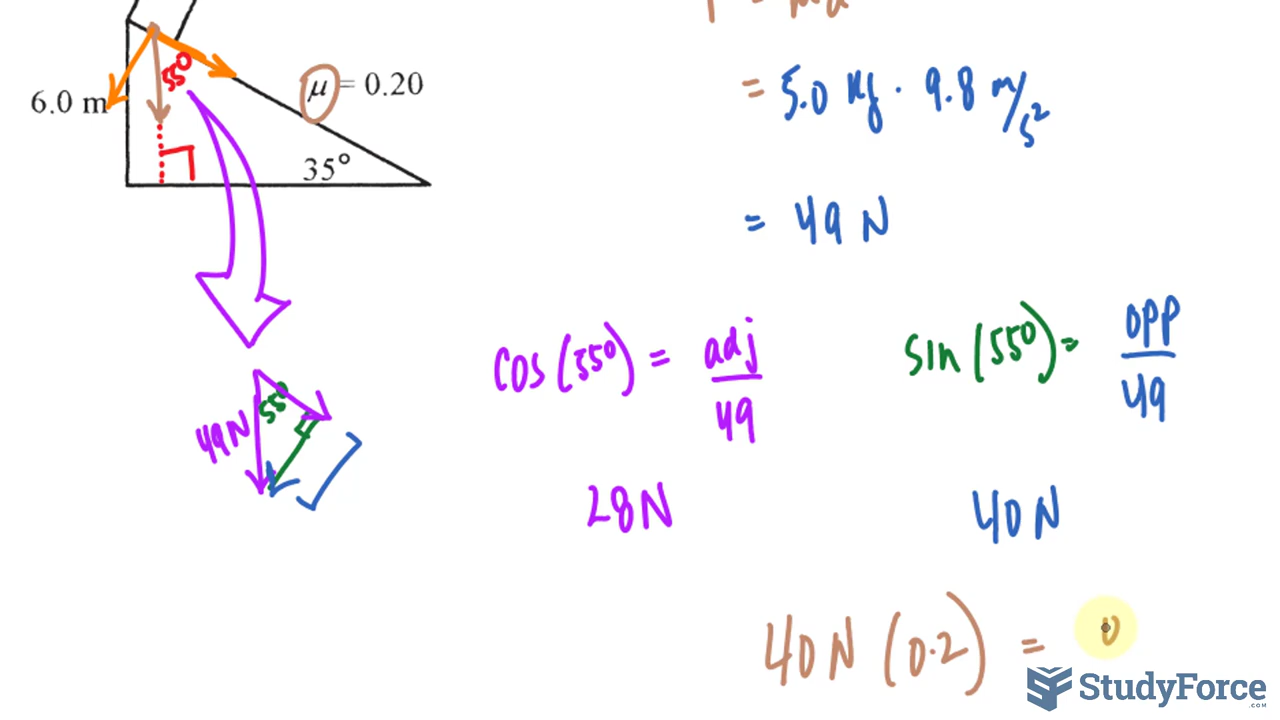 = 5.0 kg · 9.8 m/s²
= 49 N
6.0 m
55°
μ = 0.20
35°
cos (55°) = adj/49
sin (55°) = opp/49
49N
55°
28N
40N
40N (0.2) =
StudyForce
.COM